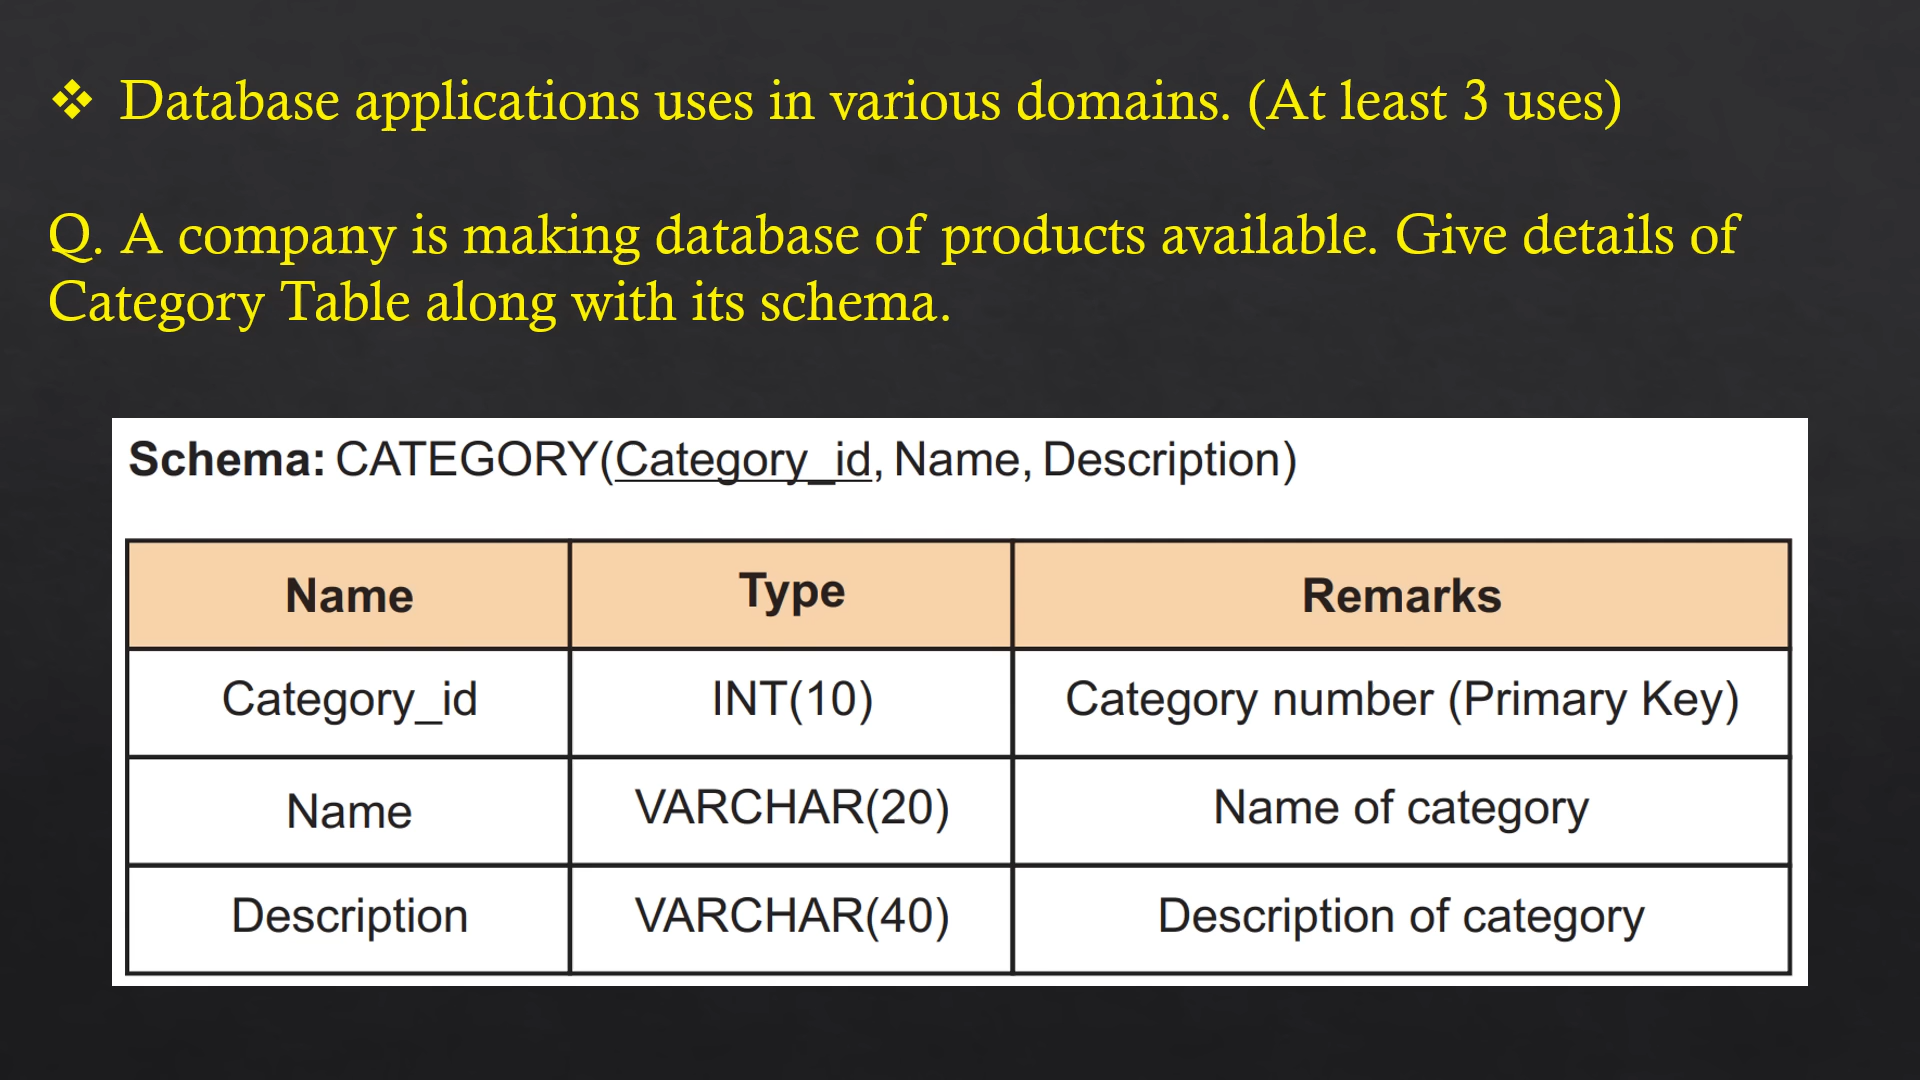 ❖ Database applications uses in various domains. (At least 3 uses)
Q. A company is making database of products available. Give details of
Category Table along with its schema.
Schema: CATEGORY(Category_id, Name, Description)
Name Type Remarks
Category_id INT(10) Category number (Primary Key)
Name VARCHAR(20) Name of category
Description VARCHAR(40) Description of category